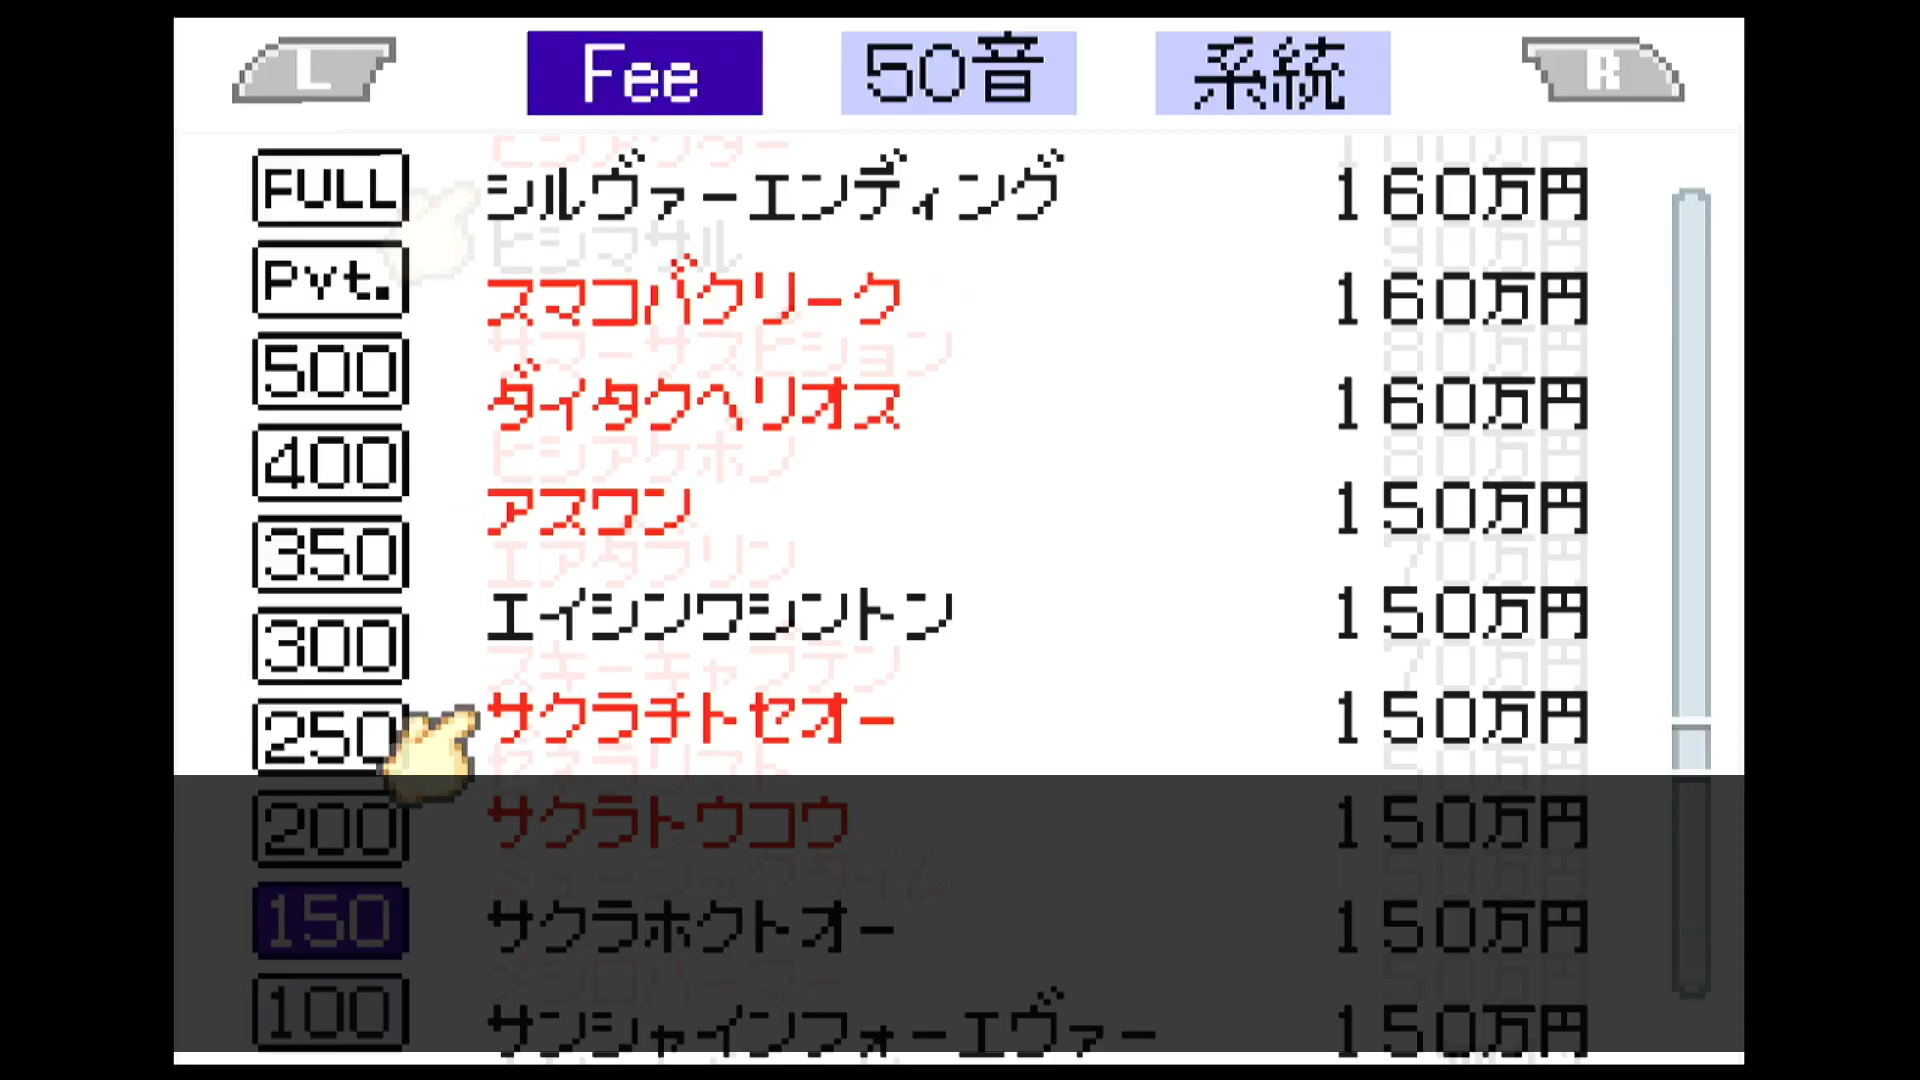 L Fee 50音 系統 R
FULL
Pvt.
500
400
350
300
250
200
150
100
シルヴァーエンディング 160万円
スマコバクリーク 160万円
ダイタクヘリオス 160万円
アスワン 150万円
エイシンワシントン 150万円
サクラチトセオー 150万円
サクラトウコウ 150万円
サクラホクトオー 150万円
サンシャインフォーエヴァー 150万円